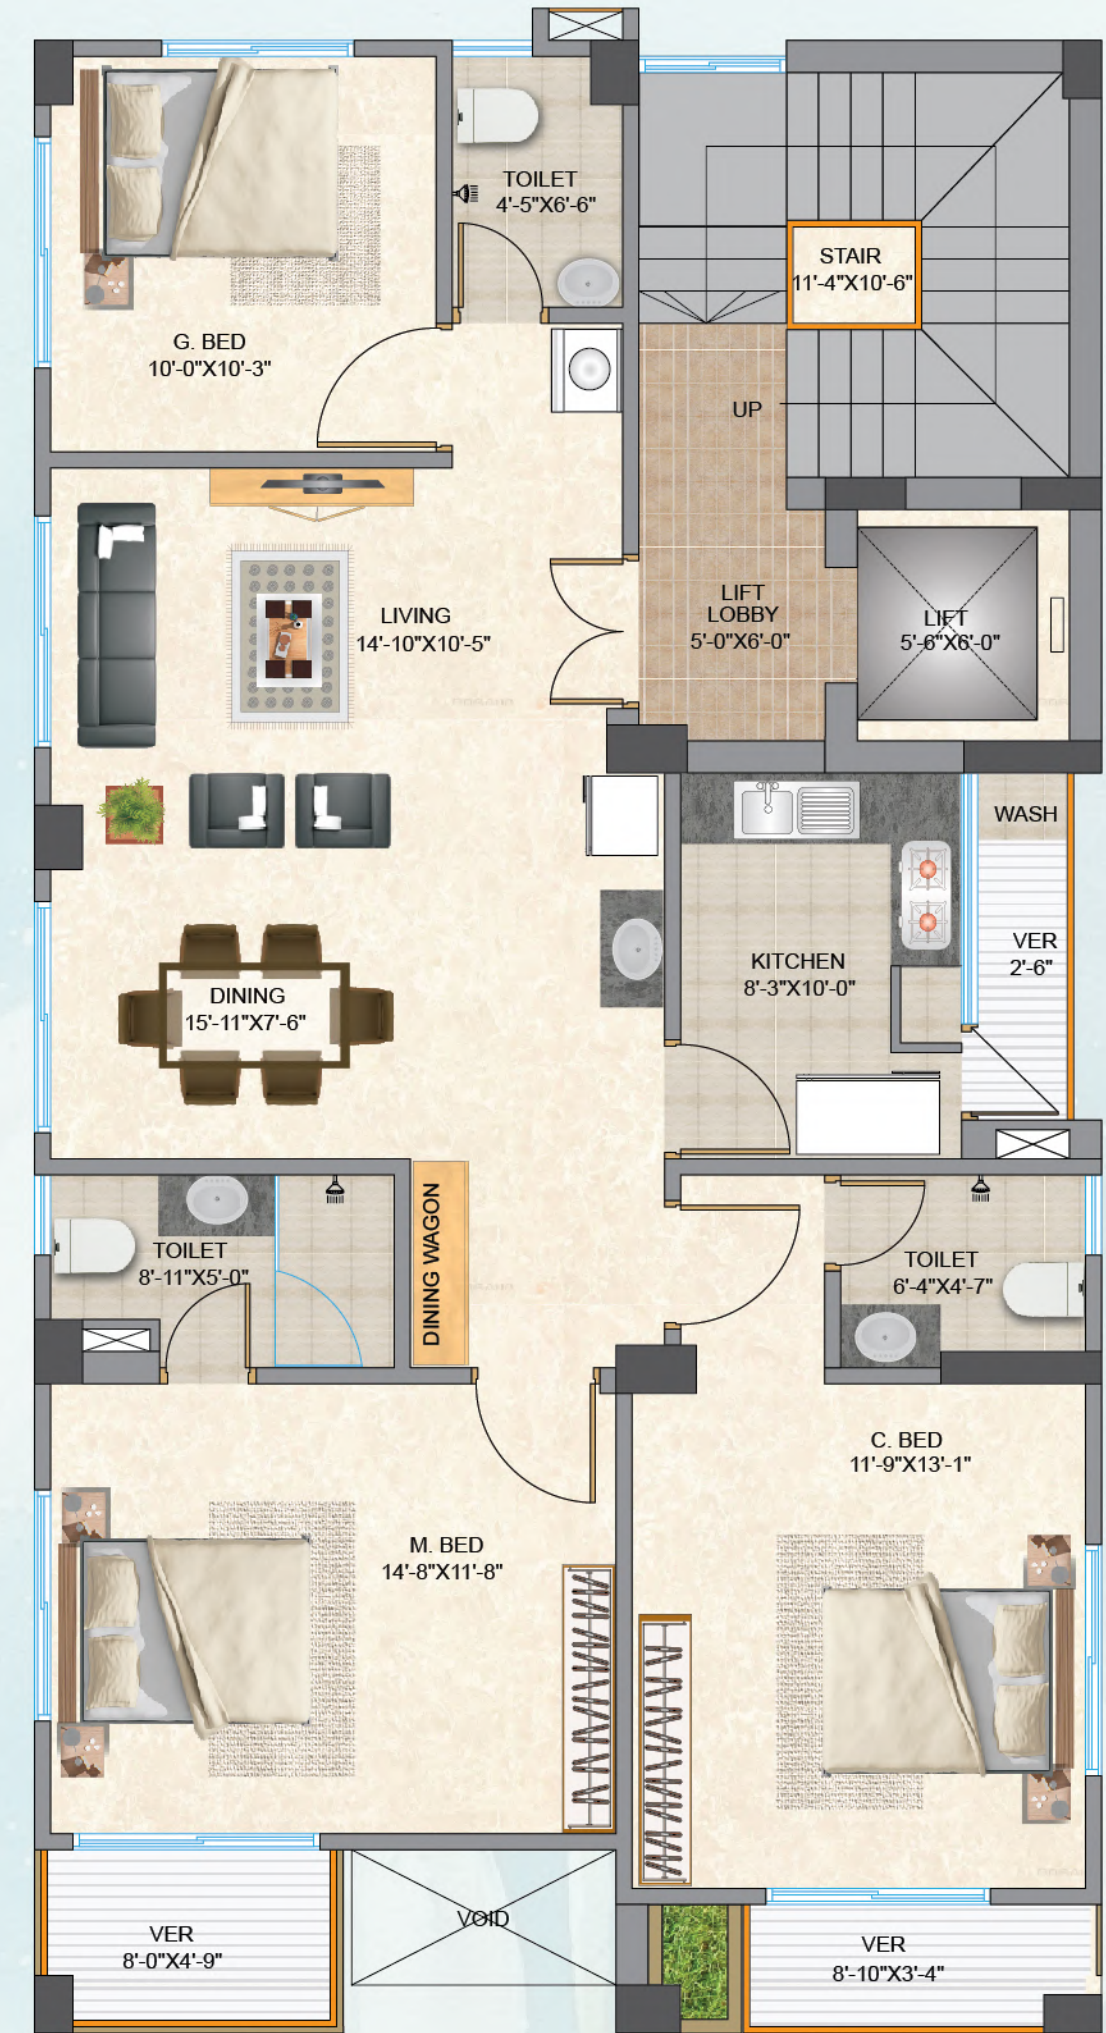 TOILET
4'-5"X6'-6"
STAIR
11'-4"X10'-6"
G. BED
10'-0"X10'-3"
UP
LIVING
14'-10"X10'-5"
LIFT
LOBBY
5'-0"X6'-0"
LIFT
5'-6"X6'-0"
WASH
VER
2'-6"
KITCHEN
8'-3"X10'-0"
DINING
15'-11"X7'-6"
DINING WAGON
TOILET
8'-11"X5'-0"
TOILET
6'-4"X4'-7"
C. BED
11'-9"X13'-1"
M. BED
14'-8"X11'-8"
VOID
VER
8'-0"X4'-9"
VER
8'-10"X3'-4"